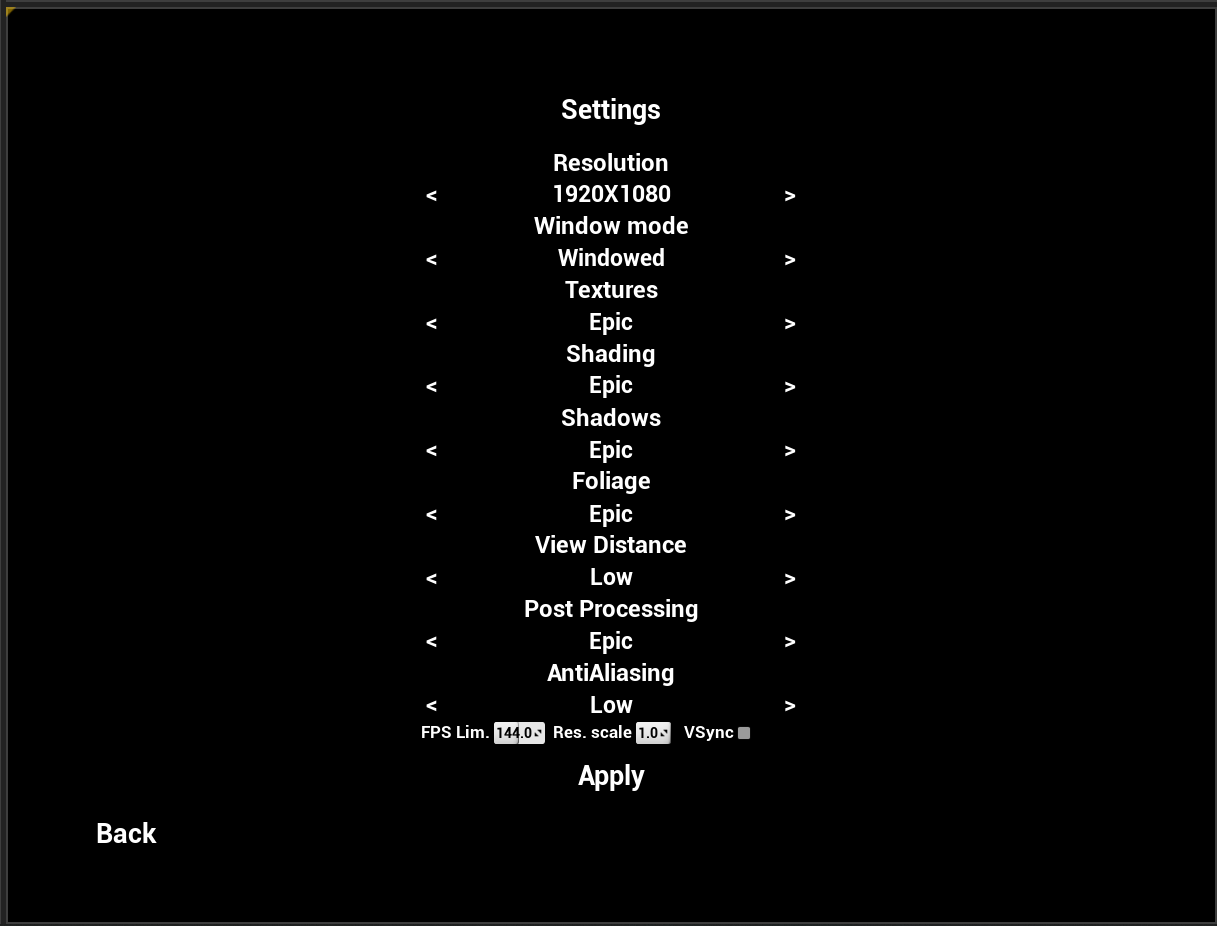 Settings
Resolution
< 1920X1080 >
Window mode
< Windowed >
Textures
< Epic >
Shading
< Epic >
Shadows
< Epic >
Foliage
< Epic >
View Distance
< Low >
Post Processing
< Epic >
AntiAliasing
< Low >
FPS Lim. 144.0 Res. scale 1.0 VSync
Apply
Back